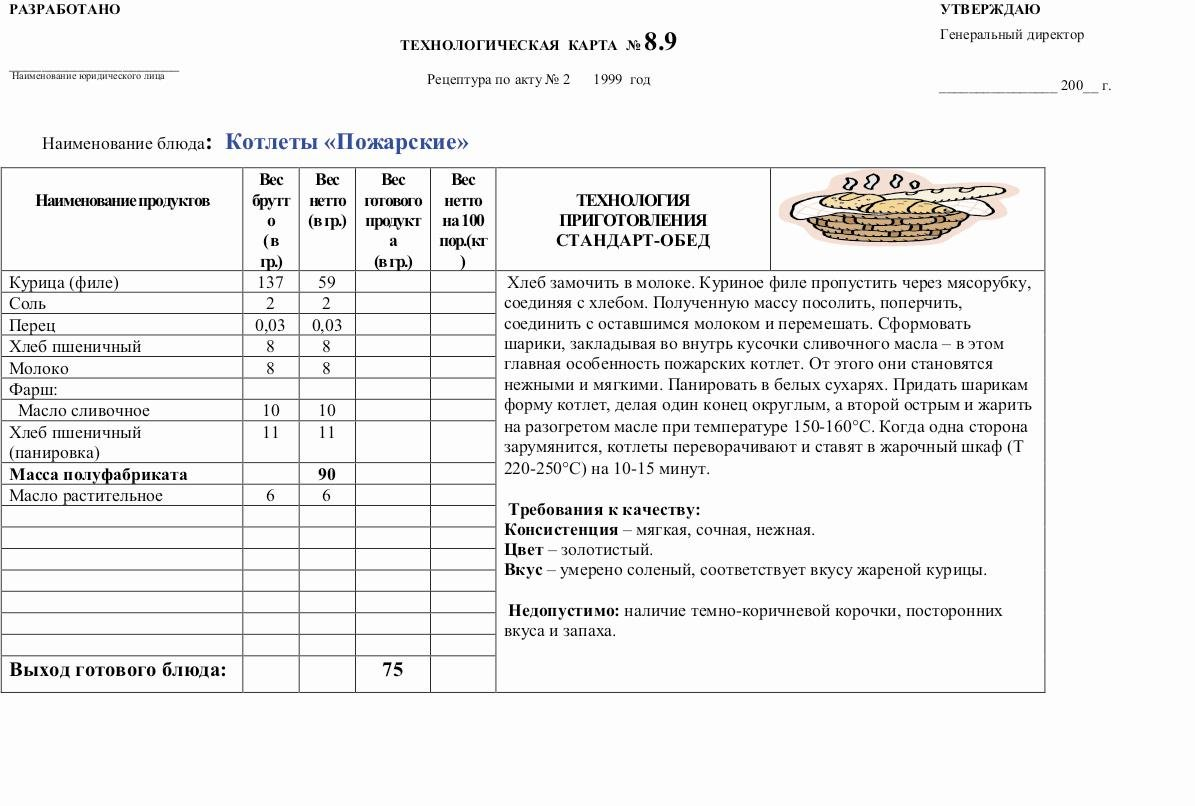 РАЗРАБОТАНО
УТВЕРЖДАЮ
Генеральный директор
ТЕХНОЛОГИЧЕСКАЯ КАРТА № 8.9
Наименование юридического лица
Рецептура по акту № 2 1999 год
________________ 200__ г.
Наименование блюда: Котлеты «Пожарские»
Наименование продуктов
Вес
брутт
о
( в
гр.)
Вес
нетто
(в гр.)
Вес
готового
продукт
а
(в гр.)
Вес
нетто
на 100
пор.(кг
)
ТЕХНОЛОГИЯ
ПРИГОТОВЛЕНИЯ
СТАНДАРТ-ОБЕД
Курица (филе) 137 59
Соль 2 2
Перец 0,03 0,03
Хлеб пшеничный 8 8
Молоко 8 8
Фарш:
Масло сливочное 10 10
Хлеб пшеничный 11 11
(панировка)
Масса полуфабриката 90
Масло растительное 6 6
Выход готового блюда: 75
Хлеб замочить в молоке. Куриное филе пропустить через мясорубку,
соединяя с хлебом. Полученную массу посолить, поперчить,
соединить с оставшимся молоком и перемешать. Сформовать
шарики, закладывая во внутрь кусочки сливочного масла – в этом
главная особенность пожарских котлет. От этого они становятся
нежными и мягкими. Панировать в белых сухарях. Придать шарикам
форму котлет, делая один конец округлым, а второй острым и жарить
на разогретом масле при температуре 150-160°С. Когда одна сторона
зарумянится, котлеты переворачивают и ставят в жарочный шкаф (Т
220-250°С) на 10-15 минут.
Требования к качеству:
Консистенция – мягкая, сочная, нежная.
Цвет – золотистый.
Вкус – умерено соленый, соответствует вкусу жареной курицы.
Недопустимо: наличие темно-коричневой корочки, посторонних
вкуса и запаха.